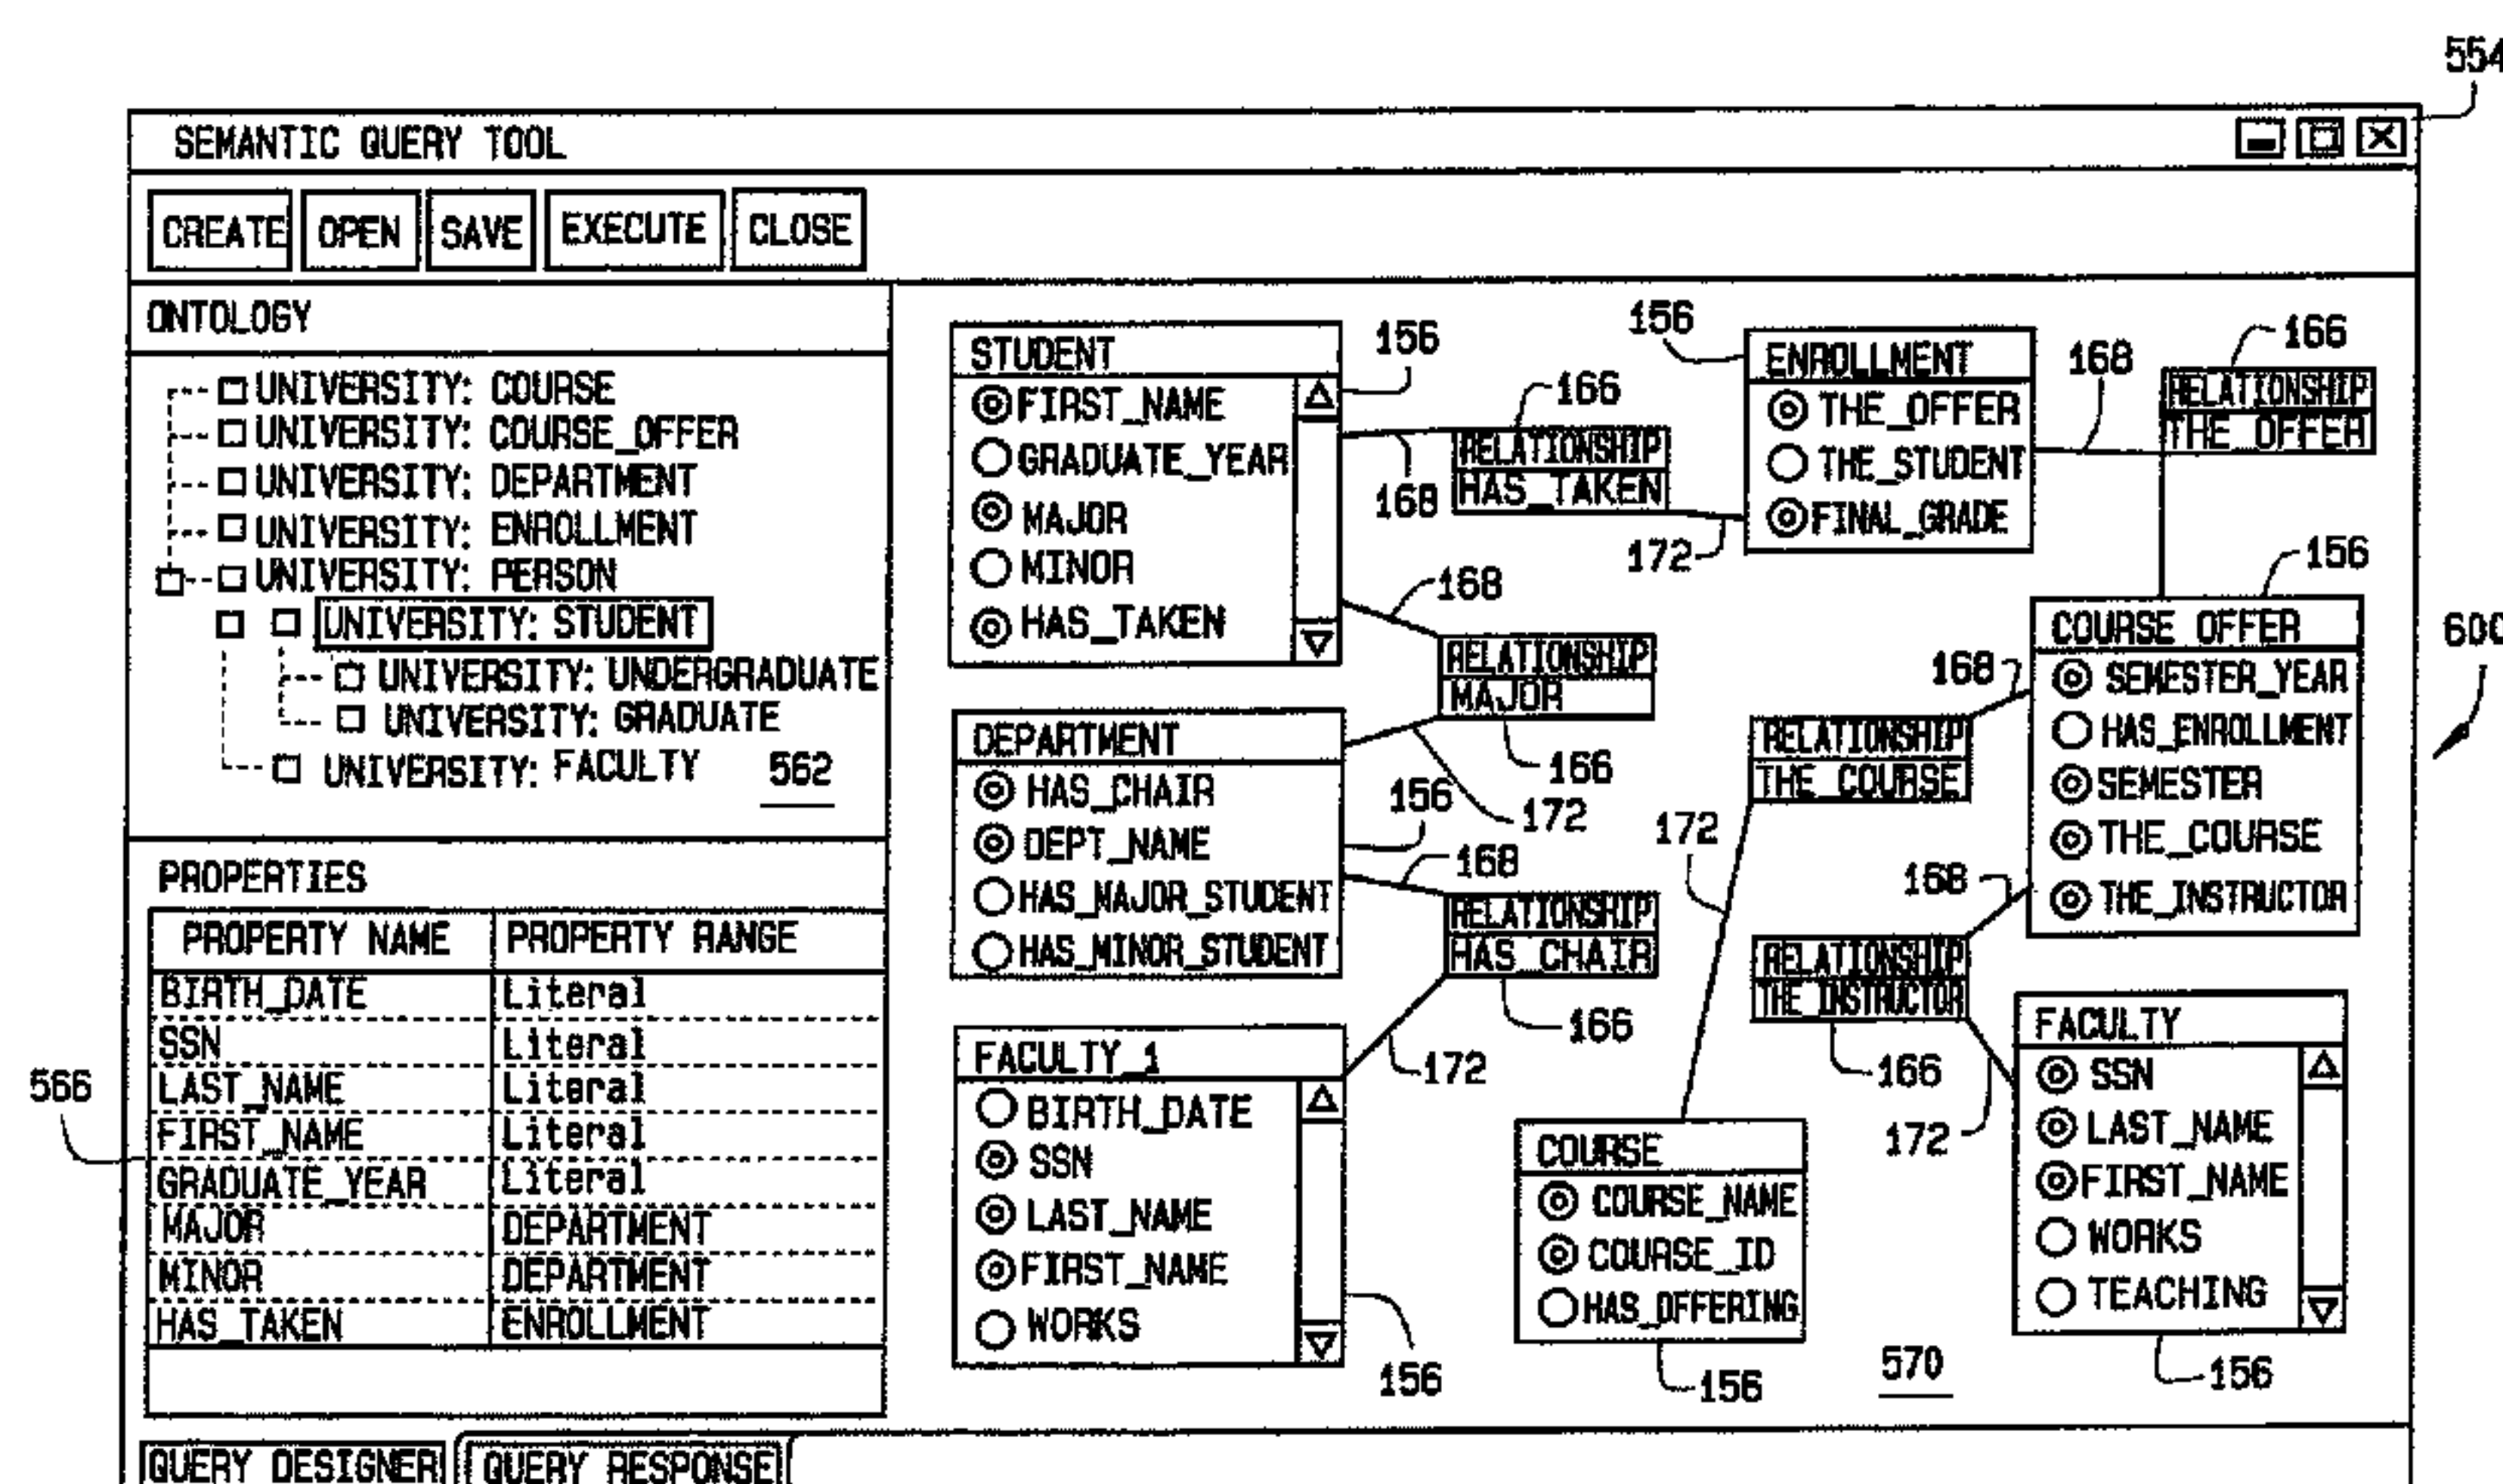 554
SEMANTIC QUERY TOOL
CREATE OPEN SAVE EXECUTE CLOSE
ONTOLOGY
UNIVERSITY: COURSE
UNIVERSITY: COURSE_OFFER
UNIVERSITY: DEPARTMENT
UNIVERSITY: ENROLLMENT
UNIVERSITY: PERSON
UNIVERSITY: STUDENT
UNIVERSITY: UNDERGRADUATE
UNIVERSITY: GRADUATE
UNIVERSITY: FACULTY
562
PROPERTIES
PROPERTY NAME PROPERTY RANGE
BIRTH_DATE Literal
SSN Literal
LAST_NAME Literal
FIRST_NAME Literal
GRADUATE_YEAR Literal
MAJOR DEPARTMENT
MINOR DEPARTMENT
HAS_TAKEN ENROLLMENT
566
STUDENT
FIRST_NAME
GRADUATE_YEAR
MAJOR
MINOR
HAS_TAKEN
156
168
166
RELATIONSHIP
HAS_TAKEN
172
156
ENROLLMENT
THE_OFFER
THE_STUDENT
FINAL_GRADE
168
166
RELATIONSHIP
THE OFFER
168
RELATIONSHIP
MAJOR
166
172
156
COURSE OFFER
SEMESTER_YEAR
HAS_ENROLLMENT
SEMESTER
THE_COURSE
THE_INSTRUCTOR
600
DEPARTMENT
HAS_CHAIR
DEPT_NAME
HAS_MAJOR_STUDENT
HAS_MINOR_STUDENT
156
168
RELATIONSHIP
HAS_CHAIR
166
172
168
RELATIONSHIP
THE COURSE
172
168
RELATIONSHIP
THE_INSTRUCTOR
166
172
FACULTY_1
BIRTH_DATE
SSN
LAST_NAME
FIRST_NAME
WORKS
156
COURSE
COURSE_NAME
COURSE_ID
HAS_OFFERING
156
FACULTY
SSN
LAST_NAME
FIRST_NAME
WORKS
TEACHING
156
570
QUERY DESIGNER QUERY RESPONSE